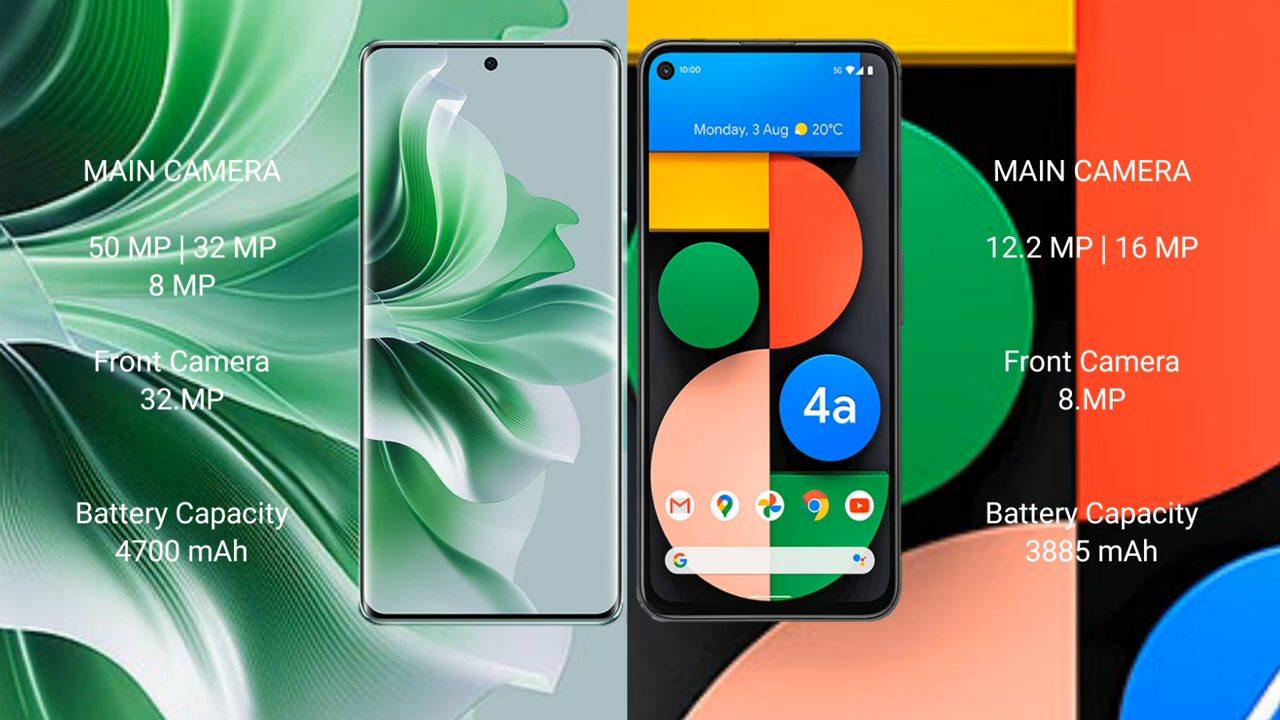 MAIN CAMERA
50 MP | 32 MP
8 MP
Front Camera
32.MP
Battery Capacity
4700 mAh
10:00
5G
Monday, 3 Aug 20°C
4a
G
MAIN CAMERA
12.2 MP | 16 MP
Front Camera
8.MP
Battery Capacity
3885 mAh